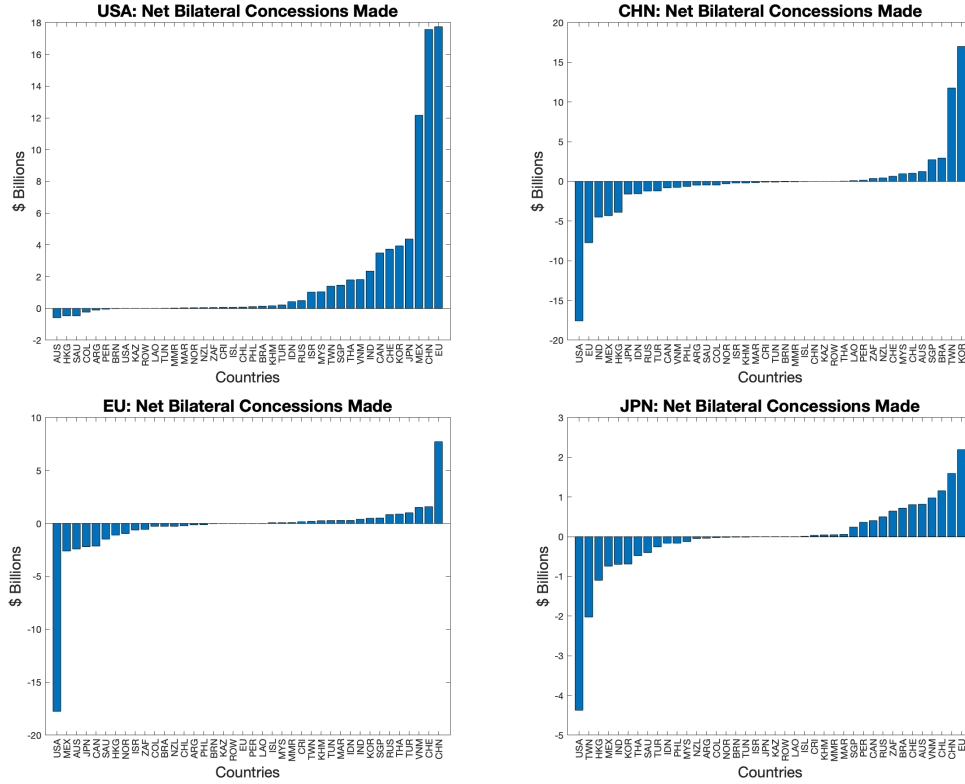 USA: Net Bilateral Concessions Made
18
16
14
12
10
8
6
4
2
0
-2
$ Billions
AUS HKG SAU COL ARG PER BRN USA KAZ ROW LAO TUN MMR MAR NOR NZL ZAF CRI ISL CHL PHL BRA KHM TUR IDN RUS ISR MYS TWN SGP THA VNM IND CAN CHE KOR JPN MEX CHN EU
Countries
CHN: Net Bilateral Concessions Made
20
15
10
5
0
-5
-10
-15
-20
$ Billions
USA EU IND MEX HKG JPN IDN RUS TUR CAN VNM PHL ARG SAU COL NOR ISR KHM MAR CRI TUN BRN MMR ISL CHN KAZ ROW THA LAO PER ZAF NZL CHE MYS CHL AUS SGP BRA TWN KOR
Countries
EU: Net Bilateral Concessions Made
10
5
0
-5
-10
-15
-20
$ Billions
USA MEX AUS JPN CAN SAU HKG NOR ISR ZAF COL BRA NZL CHL ARG PHL BRN KAZ ROW EU PER LAO ISL MYS MMR CRI KHM MAR IDN IND KOR SGP RUS THA TUR VNM CHE CHN
Countries
JPN: Net Bilateral Concessions Made
3
2
1
0
-1
-2
-3
-4
-5
$ Billions
USA TWN HKG MEX IND KOR THA SAU TUR IDN PHL MYS NZL ARG COL NOR BRN TUN ISR JPN KAZ ROW LAO ISL CRI KHM MMR MAR SGP PER CAN RUS ZAF BRA CHE AUS VNM CHL CHN EU
Countries